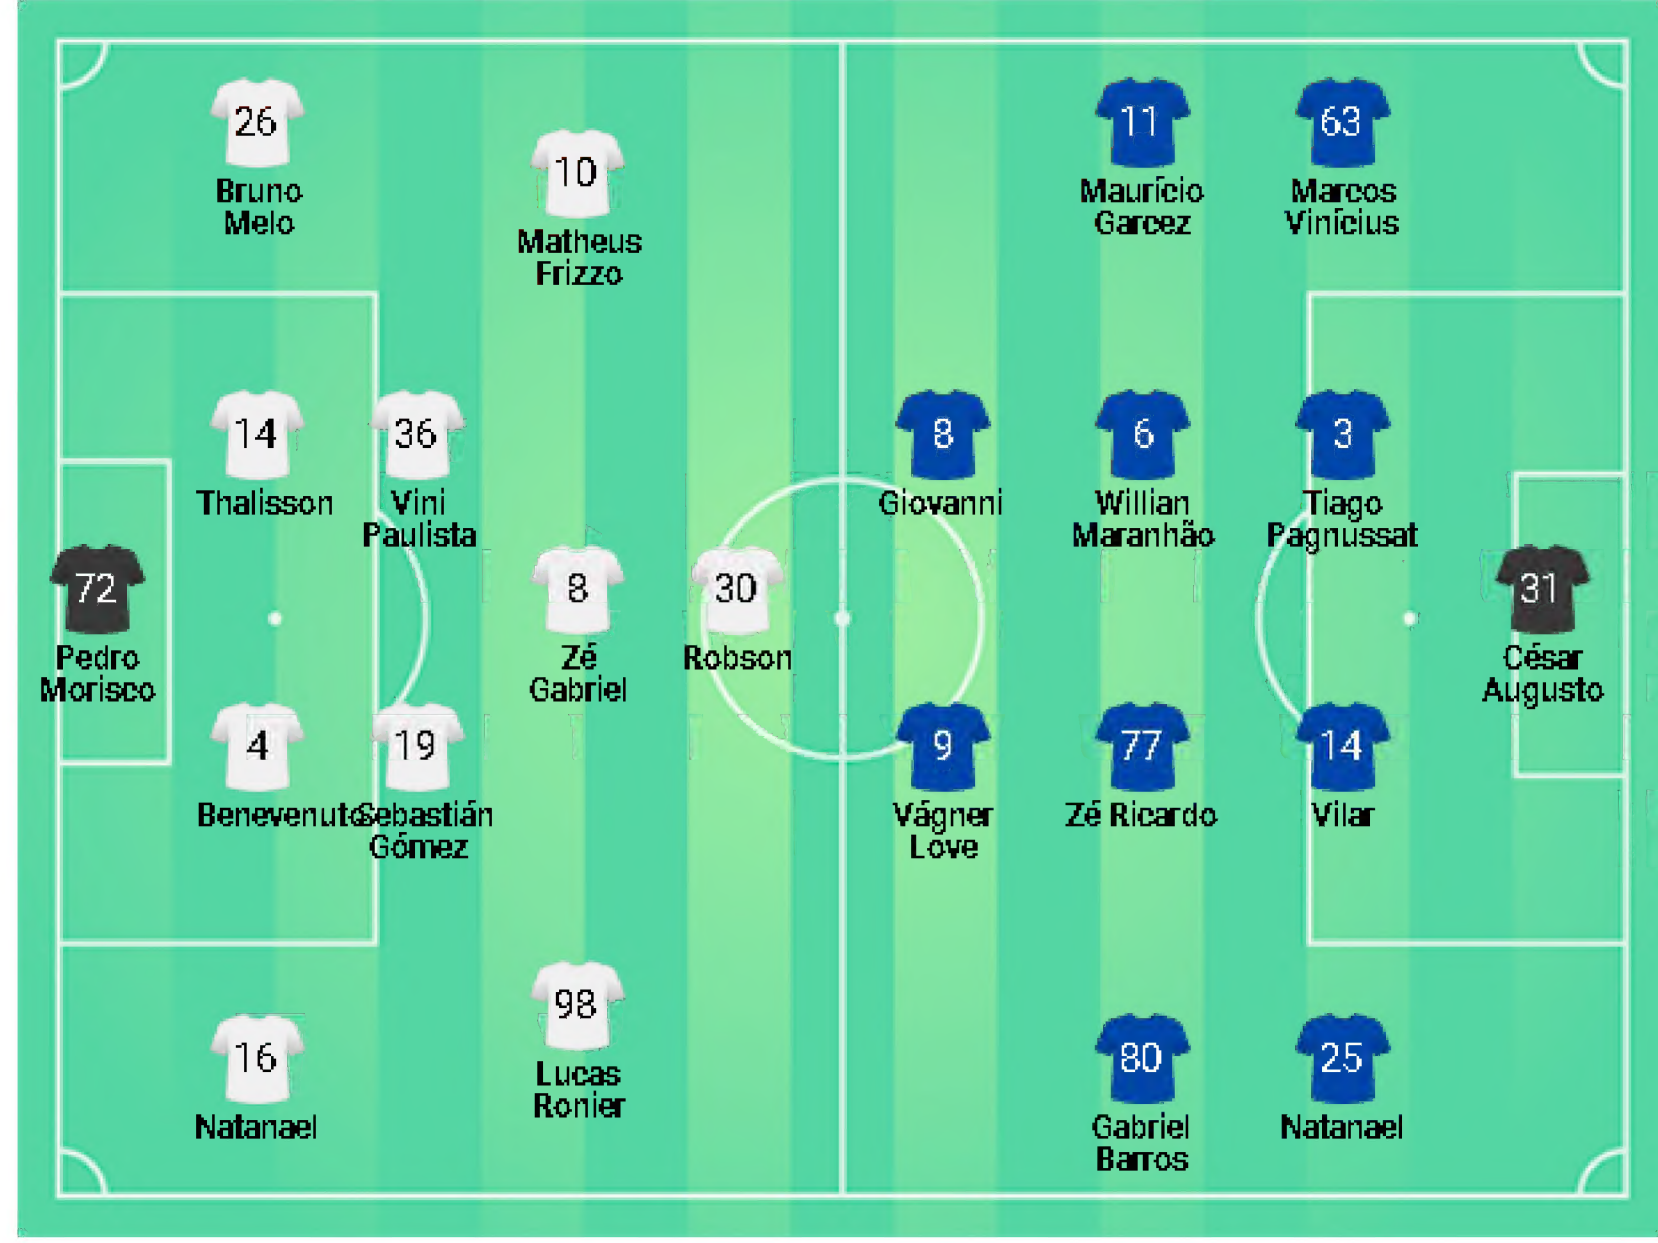 26
Bruno
Melo
10
Matheus
Frizzo
11
Maurício
Garcez
63
Marcos
Vinícius
14
Thalisson
36
Vini
Paulista
8
Giovanni
6
Willian
Maranhão
3
Tiago
Pagnussat
72
Pedro
Morisco
8
Zé
Gabriel
30
Robson
31
César
Augusto
4
Benevenuto
19
Sebastián
Gómez
9
Vágner
Love
77
Zé Ricardo
14
Vilar
16
Natanael
98
Lucas
Ronier
80
Gabriel
Barros
25
Natanael